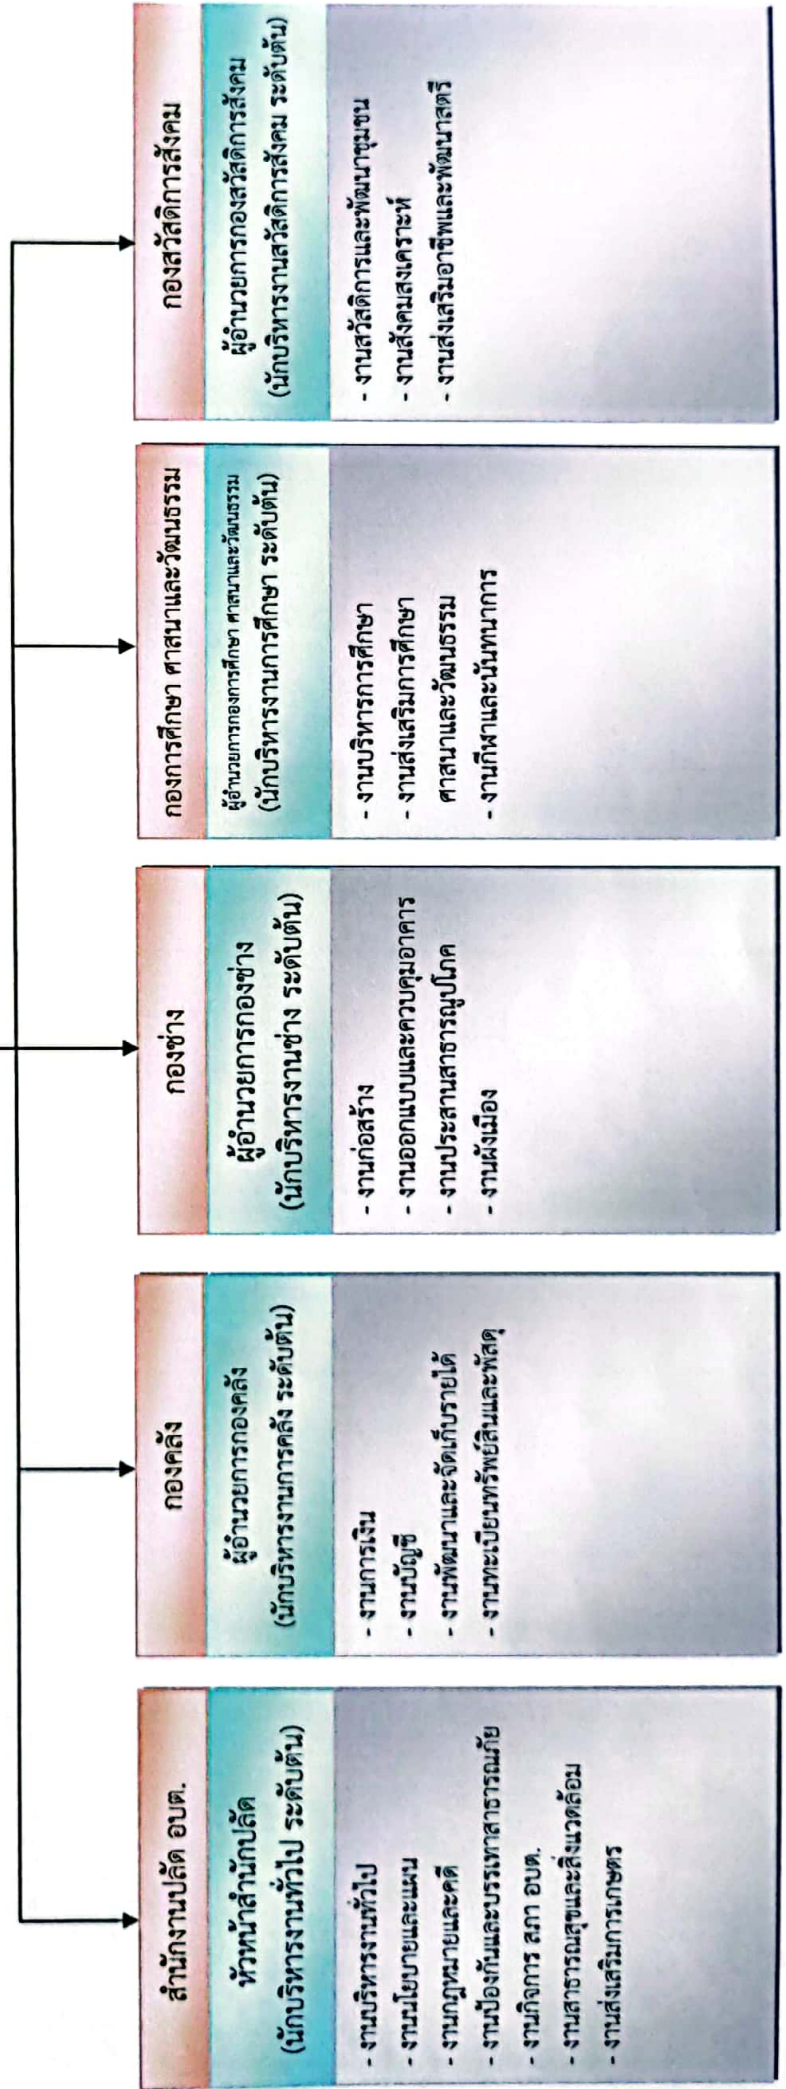 สำนักงานปลัด อบต.
หัวหน้าสำนักปลัด
(นักบริหารงานทั่วไป ระดับต้น)
- งานบริหารงานทั่วไป
- งานนโยบายและแผน
- งานกฎหมายและคดี
- งานป้องกันและบรรเทาสาธารณภัย
- งานกิจการ สภา อบต.
- งานสาธารณสุขและสิ่งแวดล้อม
- งานส่งเสริมการเกษตร
กองคลัง
ผู้อำนวยการกองคลัง
(นักบริหารงานการคลัง ระดับต้น)
- งานการเงิน
- งานบัญชี
- งานพัฒนาและจัดเก็บรายได้
- งานทะเบียนทรัพย์สินและพัสดุ
กองช่าง
ผู้อำนวยการกองช่าง
(นักบริหารงานช่าง ระดับต้น)
- งานก่อสร้าง
- งานออกแบบและควบคุมอาคาร
- งานประสานสาธารณูปโภค
- งานผังเมือง
กองการศึกษา ศาสนาและวัฒนธรรม
ผู้อำนวยการกองการศึกษา ศาสนาและวัฒนธรรม
(นักบริหารงานการศึกษา ระดับต้น)
- งานบริหารการศึกษา
- งานส่งเสริมการศึกษา
ศาสนาและวัฒนธรรม
- งานกีฬาและนันทนาการ
กองสวัสดิการสังคม
ผู้อำนวยการกองสวัสดิการสังคม
(นักบริหารงานสวัสดิการสังคม ระดับต้น)
- งานสวัสดิการและพัฒนาชุมชน
- งานสังคมสงเคราะห์
- งานส่งเสริมอาชีพและพัฒนาสตรี